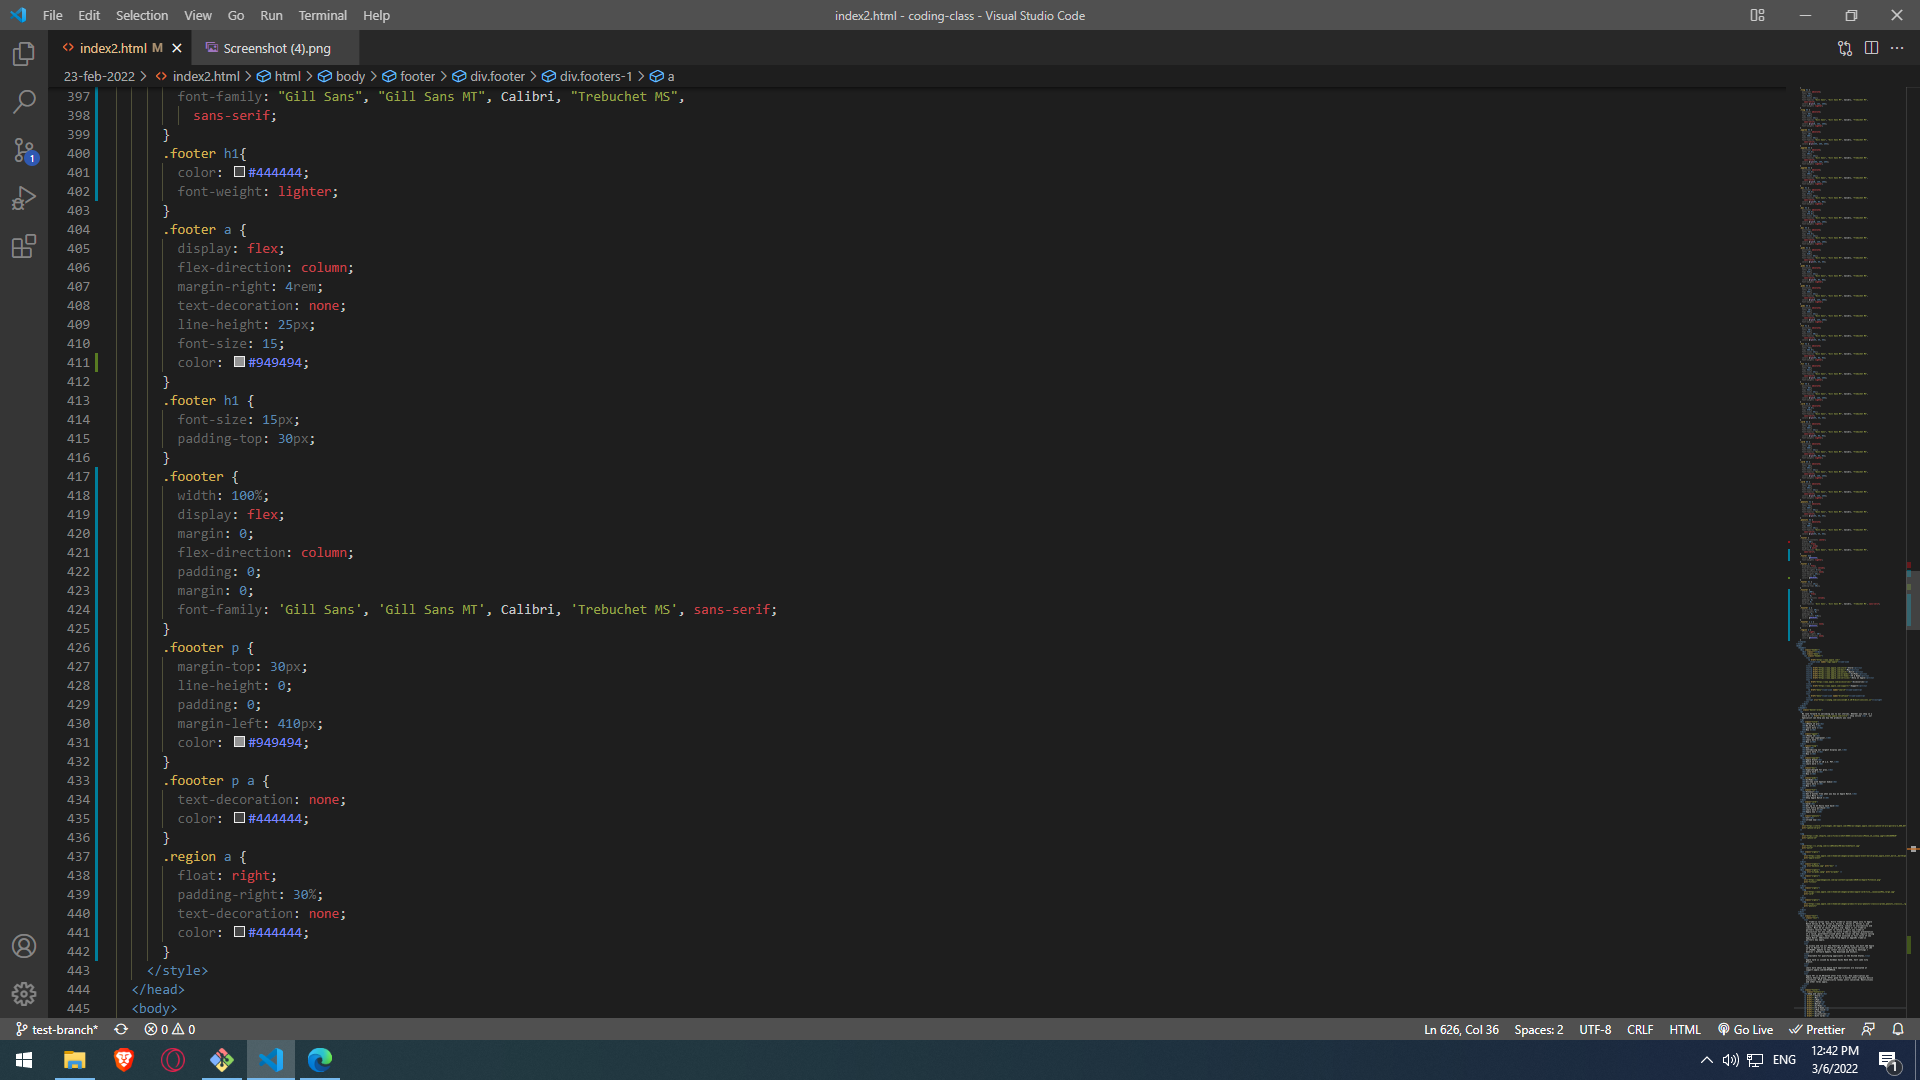 File Edit Selection View Go Run Terminal Help
index2.html - coding-class - Visual Studio Code
index2.html M
Screenshot (4).png
23-feb-2022 > index2.html > html > body > footer > div.footer > div.footers-1 > a
397 font-family: "Gill Sans", "Gill Sans MT", Calibri, "Trebuchet MS",
398 sans-serif;
399 }
400 .footer h1{
401 color: #444444;
402 font-weight: lighter;
403 }
404 .footer a {
405 display: flex;
406 flex-direction: column;
407 margin-right: 4rem;
408 text-decoration: none;
409 line-height: 25px;
410 font-size: 15;
411 color: #949494;
412 }
413 .footer h1 {
414 font-size: 15px;
415 padding-top: 30px;
416 }
417 .foooter {
418 width: 100%;
419 display: flex;
420 margin: 0;
421 flex-direction: column;
422 padding: 0;
423 margin: 0;
424 font-family: 'Gill Sans', 'Gill Sans MT', Calibri, 'Trebuchet MS', sans-serif;
425 }
426 .foooter p {
427 margin-top: 30px;
428 line-height: 0;
429 padding: 0;
430 margin-left: 410px;
431 color: #949494;
432 }
433 .foooter p a {
434 text-decoration: none;
435 color: #444444;
436 }
437 .region a {
438 float: right;
439 padding-right: 30%;
440 text-decoration: none;
441 color: #444444;
442 }
443 </style>
444 </head>
445 <body>
1
test-branch* 0 0
Ln 626, Col 36 Spaces: 2 UTF-8 CRLF HTML Go Live Prettier
ENG
12:42 PM
3/6/2022
1